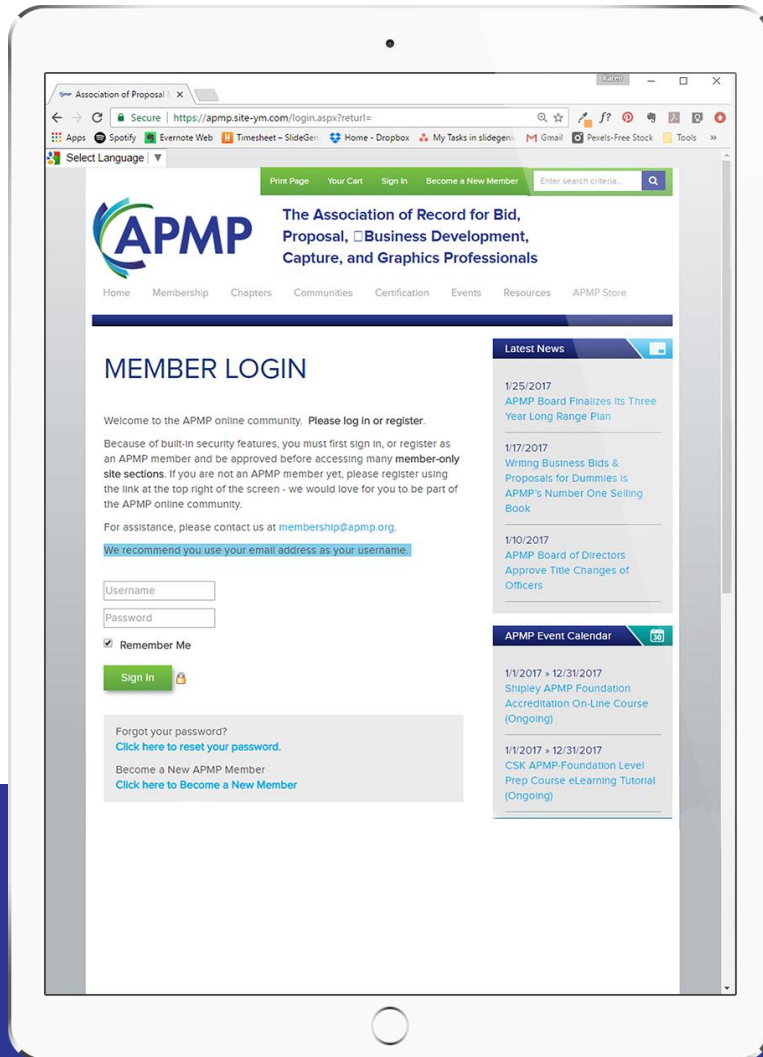 Karen
Association of Proposal
Secure | https://apmp.site-ym.com/login.aspx?returl=
Apps Spotify Evernote Web Timesheet – SlideGen Home - Dropbox My Tasks in slidegeni Gmail Pexels-Free Stock Tools »
Select Language ▼
Print Page Your Cart Sign In Become a New Member Enter search criteria...
APMP
The Association of Record for Bid,
Proposal, □Business Development,
Capture, and Graphics Professionals
Home Membership Chapters Communities Certification Events Resources APMP Store
MEMBER LOGIN
Welcome to the APMP online community. Please log in or register.
Because of built-in security features, you must first sign in, or register as
an APMP member and be approved before accessing many member-only
site sections. If you are not an APMP member yet, please register using
the link at the top right of the screen - we would love for you to be part of
the APMP online community.
For assistance, please contact us at membership@apmp.org.
We recommend you use your email address as your username.
Username
Password
Remember Me
Sign In
Forgot your password?
Click here to reset your password.
Become a New APMP Member
Click here to Become a New Member
Latest News
1/25/2017
APMP Board Finalizes Its Three
Year Long Range Plan
1/17/2017
Writing Business Bids &
Proposals for Dummies is
APMP's Number One Selling
Book
1/10/2017
APMP Board of Directors
Approve Title Changes of
Officers
APMP Event Calendar
30
1/1/2017 » 12/31/2017
Shipley APMP Foundation
Accreditation On-Line Course
(Ongoing)
1/1/2017 » 12/31/2017
CSK APMP-Foundation Level
Prep Course eLearning Tutorial
(Ongoing)